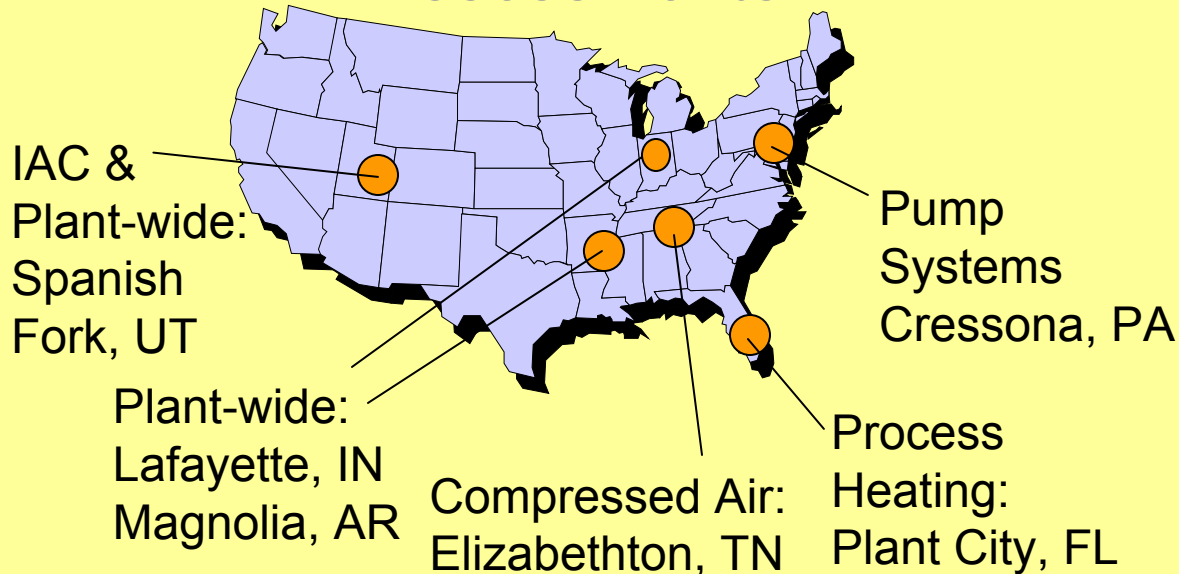 IAC &
Plant-wide:
Spanish
Fork, UT
Plant-wide:
Lafayette, IN
Magnolia, AR
Compressed Air:
Elizabethton, TN
Process
Heating:
Plant City, FL
Pump
Systems
Cressona, PA